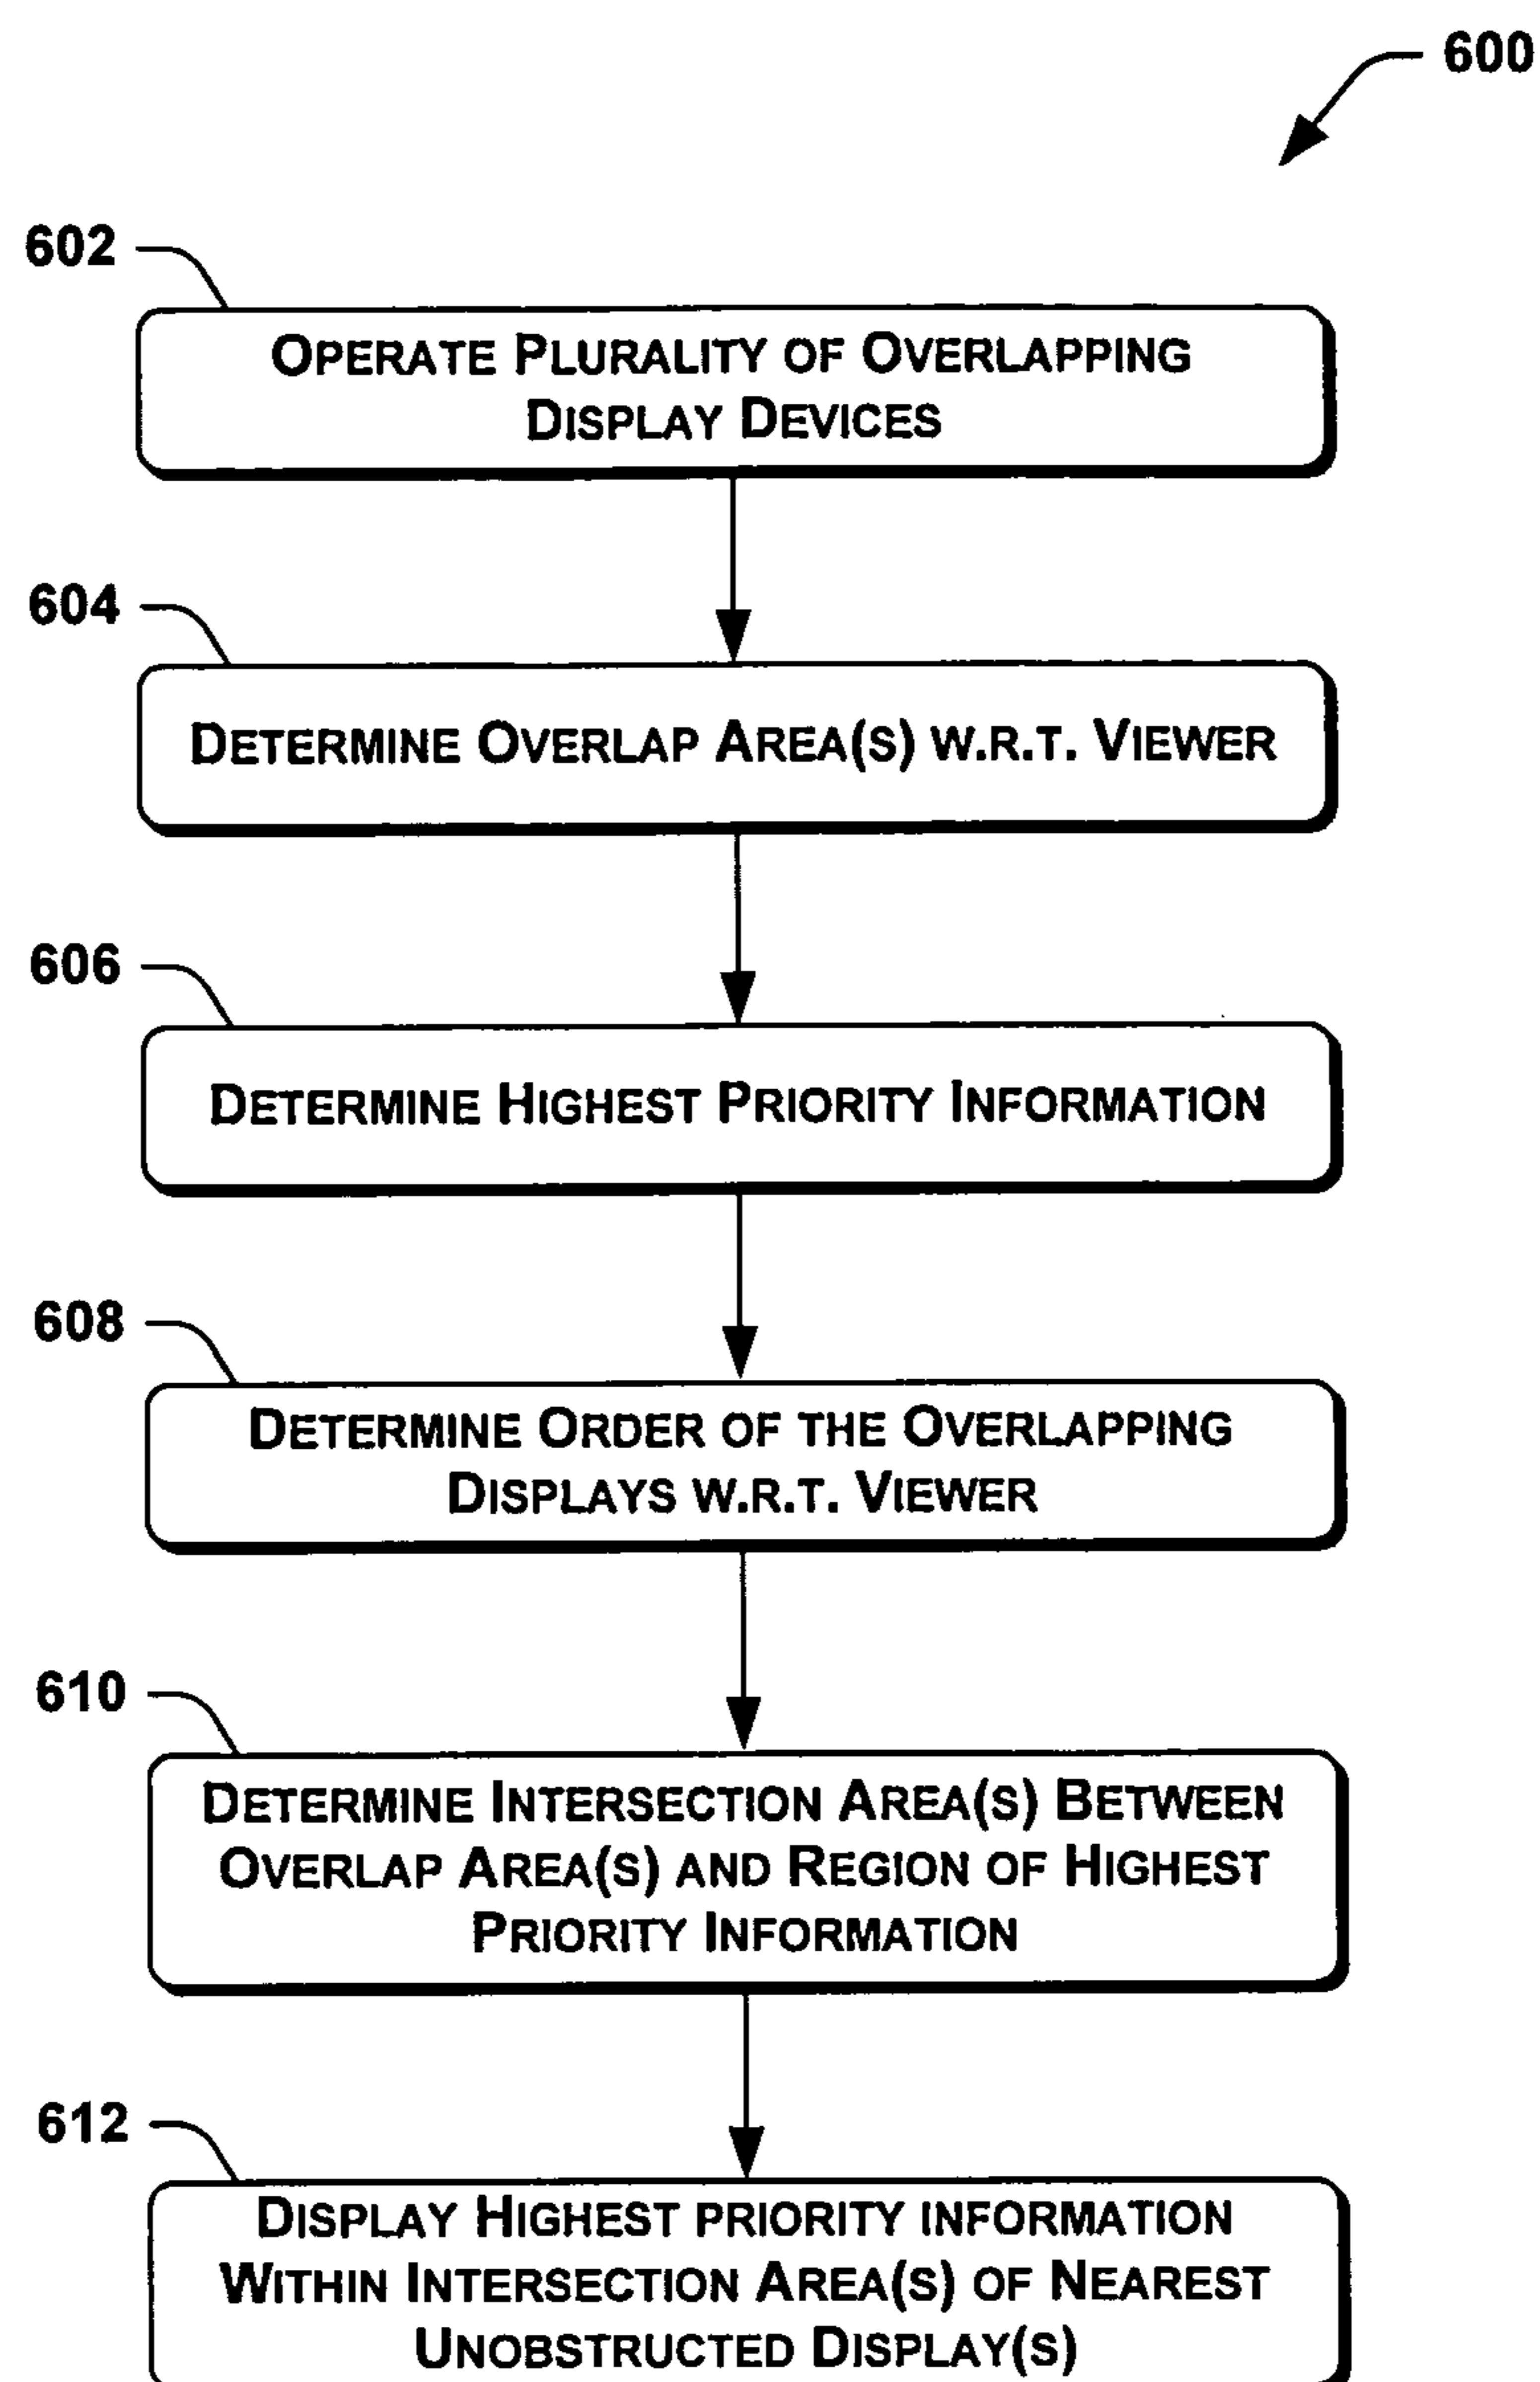 600
602
OPERATE PLURALITY OF OVERLAPPING
DISPLAY DEVICES
604
DETERMINE OVERLAP AREA(S) W.R.T. VIEWER
606
DETERMINE HIGHEST PRIORITY INFORMATION
608
DETERMINE ORDER OF THE OVERLAPPING
DISPLAYS W.R.T. VIEWER
610
DETERMINE INTERSECTION AREA(S) BETWEEN
OVERLAP AREA(S) AND REGION OF HIGHEST
PRIORITY INFORMATION
612
DISPLAY HIGHEST PRIORITY INFORMATION
WITHIN INTERSECTION AREA(S) OF NEAREST
UNOBSTRUCTED DISPLAY(S)